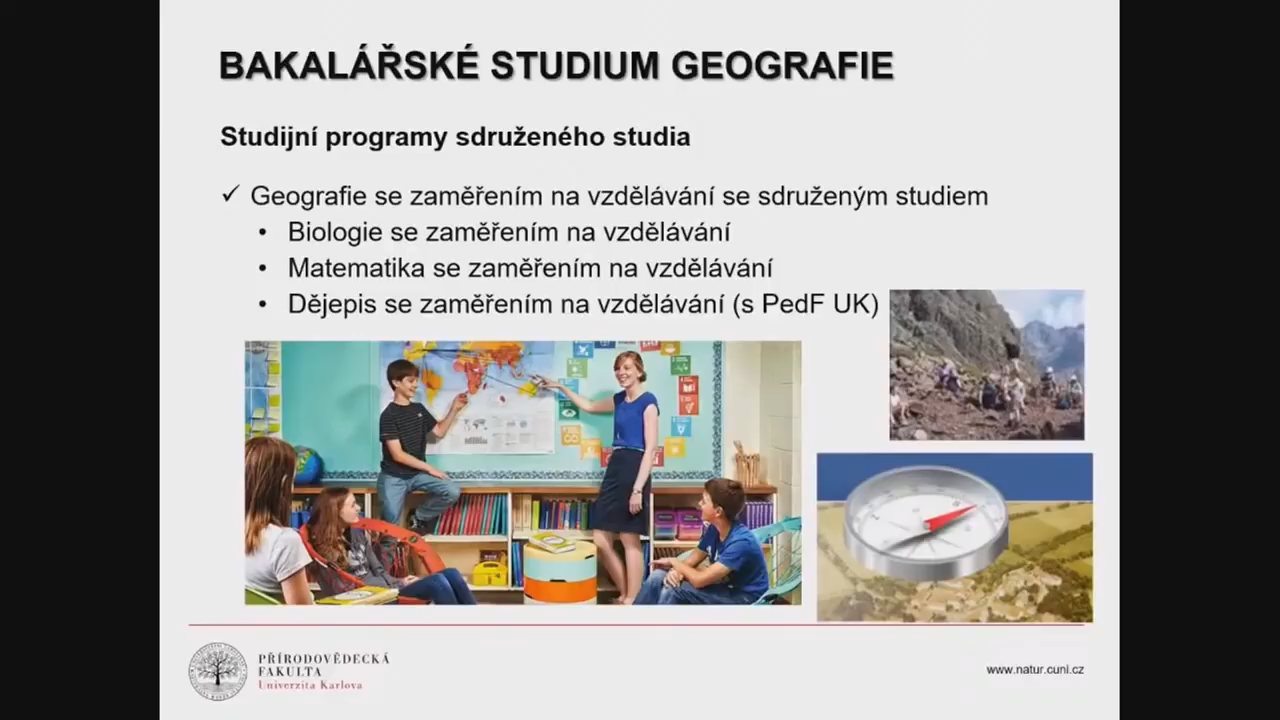 BAKALÁŘSKÉ STUDIUM GEOGRAFIE
Studijní programy sdruženého studia
✓ Geografie se zaměřením na vzdělávání se sdruženým studiem
• Biologie se zaměřením na vzdělávání
• Matematika se zaměřením na vzdělávání
• Dějepis se zaměřením na vzdělávání (s PedF UK)
PŘÍRODOVĚDECKÁ
FAKULTA
Univerzita Karlova
www.natur.cuni.cz